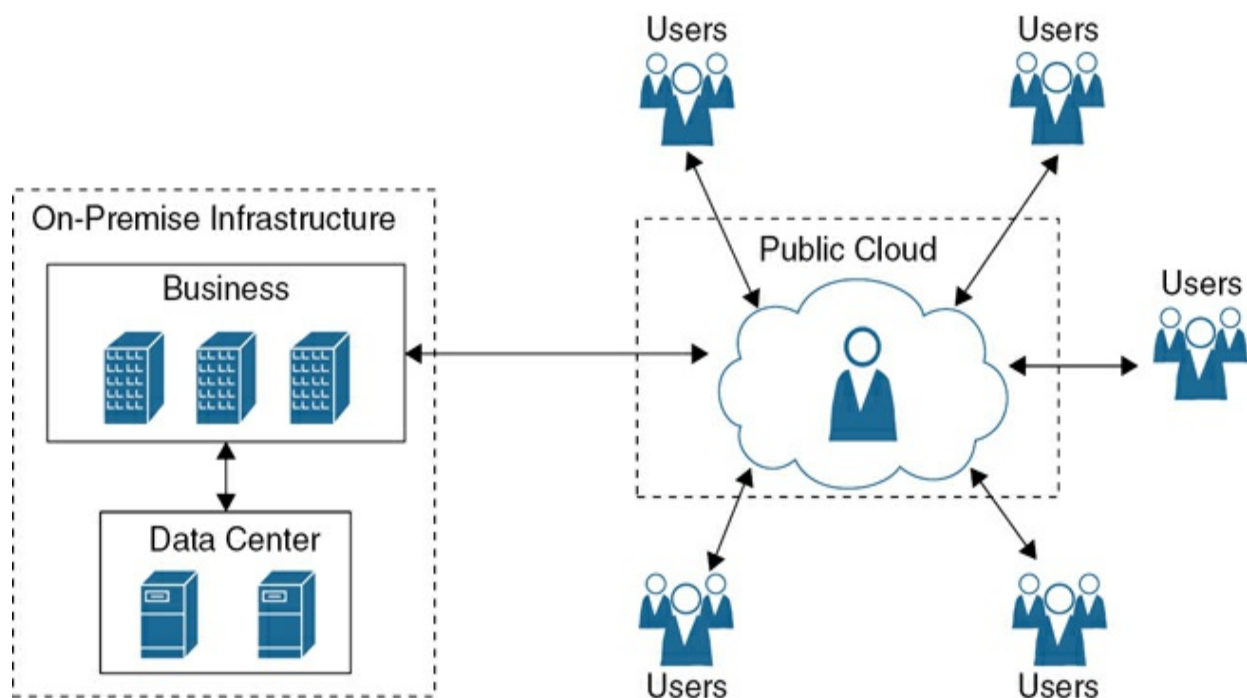 Users
Users
On-Premise Infrastructure
Public Cloud
Business
Users
Data Center
Users
Users